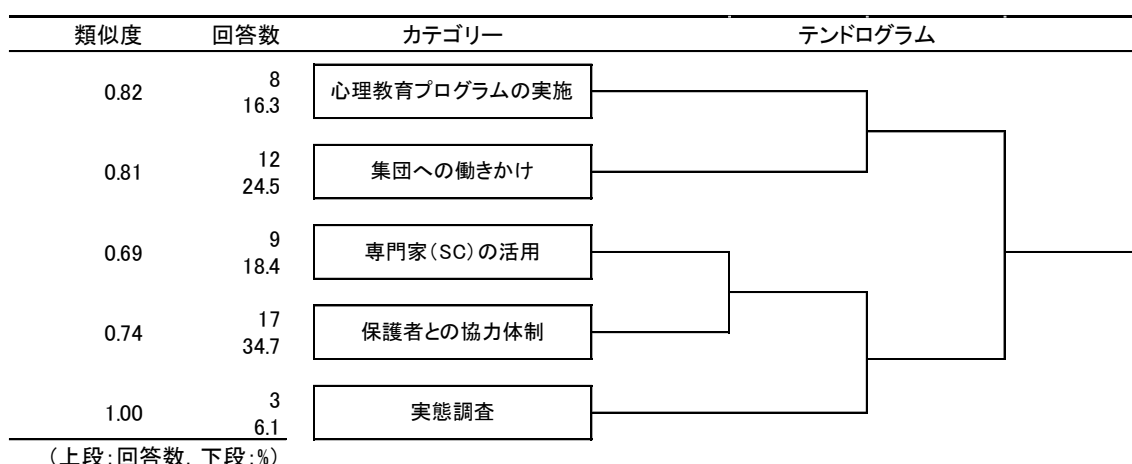 類似度 回答数 カテゴリー テンドログラム
0.82 8 16.3 心理教育プログラムの実施
0.81 12 24.5 集団への働きかけ
0.69 9 18.4 専門家(SC)の活用
0.74 17 34.7 保護者との協力体制
1.00 3 6.1 実態調査
(上段:回答数, 下段:%)